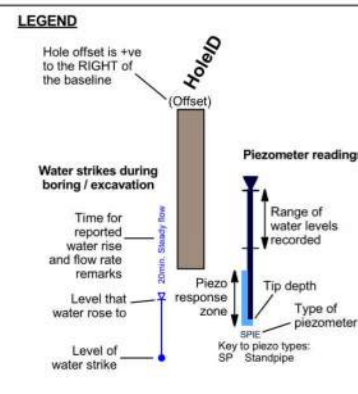 LEGEND
Hole offset is +ve
to the RIGHT of
the baseline
HoleID
(Offset)
Water strikes during
boring / excavation
Time for
reported
water rise
and flow rate
remarks
20min. Steady flow
Level that
water rose to
Level of
water strike
Piezometer reading
Range of
water levels
recorded
Piezo
response
zone
Tip depth
Type of
piezometer
SPIE
Key to piezo types:
SP Standpipe